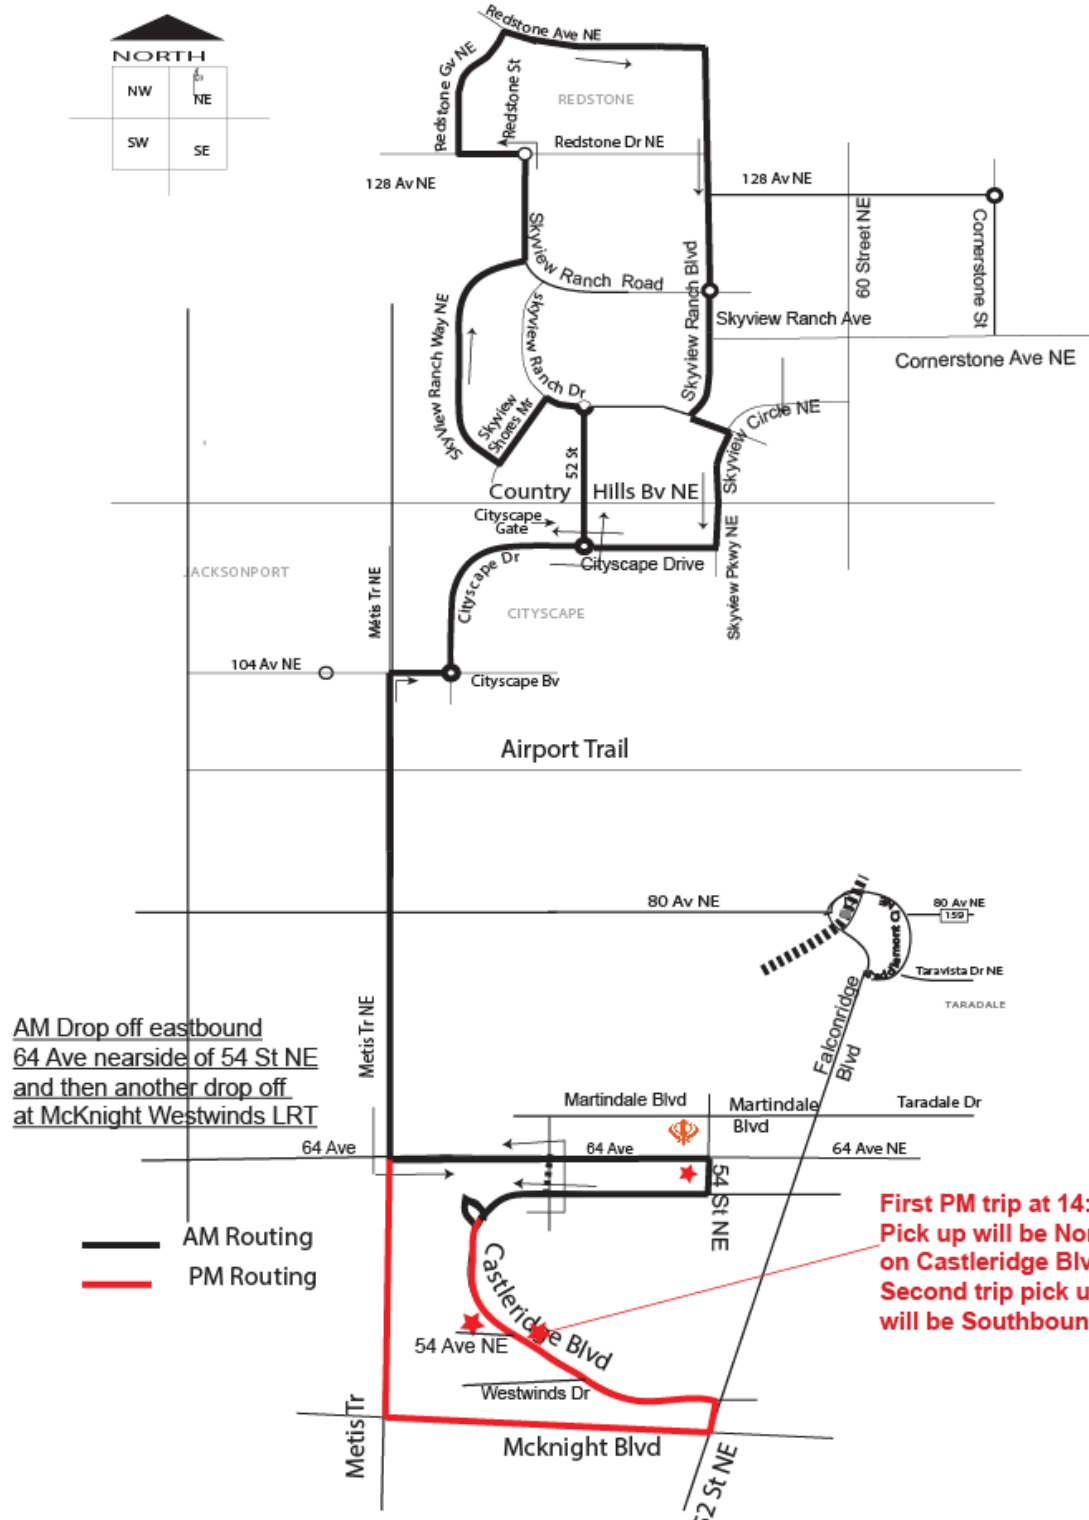 NORTH
NW
NE
SW
SE
Redstone Ave NE
Redstone Gv NE
Redstone St
REDSTONE
Redstone Dr NE
128 Av NE
128 Av NE
60 Street NE
Cornerstone St
Skyview Ranch Road
Skyview Ranch Blvd
Skyview Ranch Ave
Cornerstone Ave NE
SkyView Ranch Way NE
skyview Ranch Dr
Skyview
Shores Mr
Skyview Circle NE
52 St
Country Hills Bv NE
Cityscape
Gate
Cityscape Dr
Cityscape Drive
Skyview Pkwy NE
JACKSONPORT
Métis Tr NE
CITYSCAPE
104 Av NE
Cityscape Bv
Airport Trail
80 Av NE
80 Av NE
159
Taravista Dr NE
TARADALE
Falconridge
Blvd
Metis Tr NE
AM Drop off eastbound
64 Ave nearside of 54 St NE
and then another drop off
at McKnight Westwinds LRT
Martindale Blvd
Martindale
Blvd
Taradale Dr
64 Ave
64 Ave
64 Ave NE
54 St NE
AM Routing
PM Routing
First PM trip at 14:
Pick up will be Nor
on Castleridge Blv
Second trip pick u
will be Southboun
Castleridge Blvd
54 Ave NE
Westwinds Dr
Metis Tr
Mcknight Blvd
52 St NE